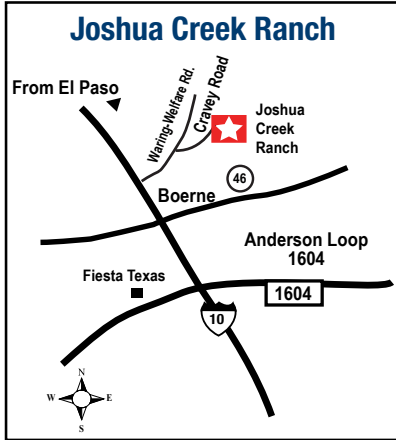 Joshua Creek Ranch
From El Paso
Waring-Welfare Rd.
Cravey Road
Joshua
Creek
Ranch
46
Boerne
Anderson Loop
1604
Fiesta Texas
1604
10
N
W
E
S